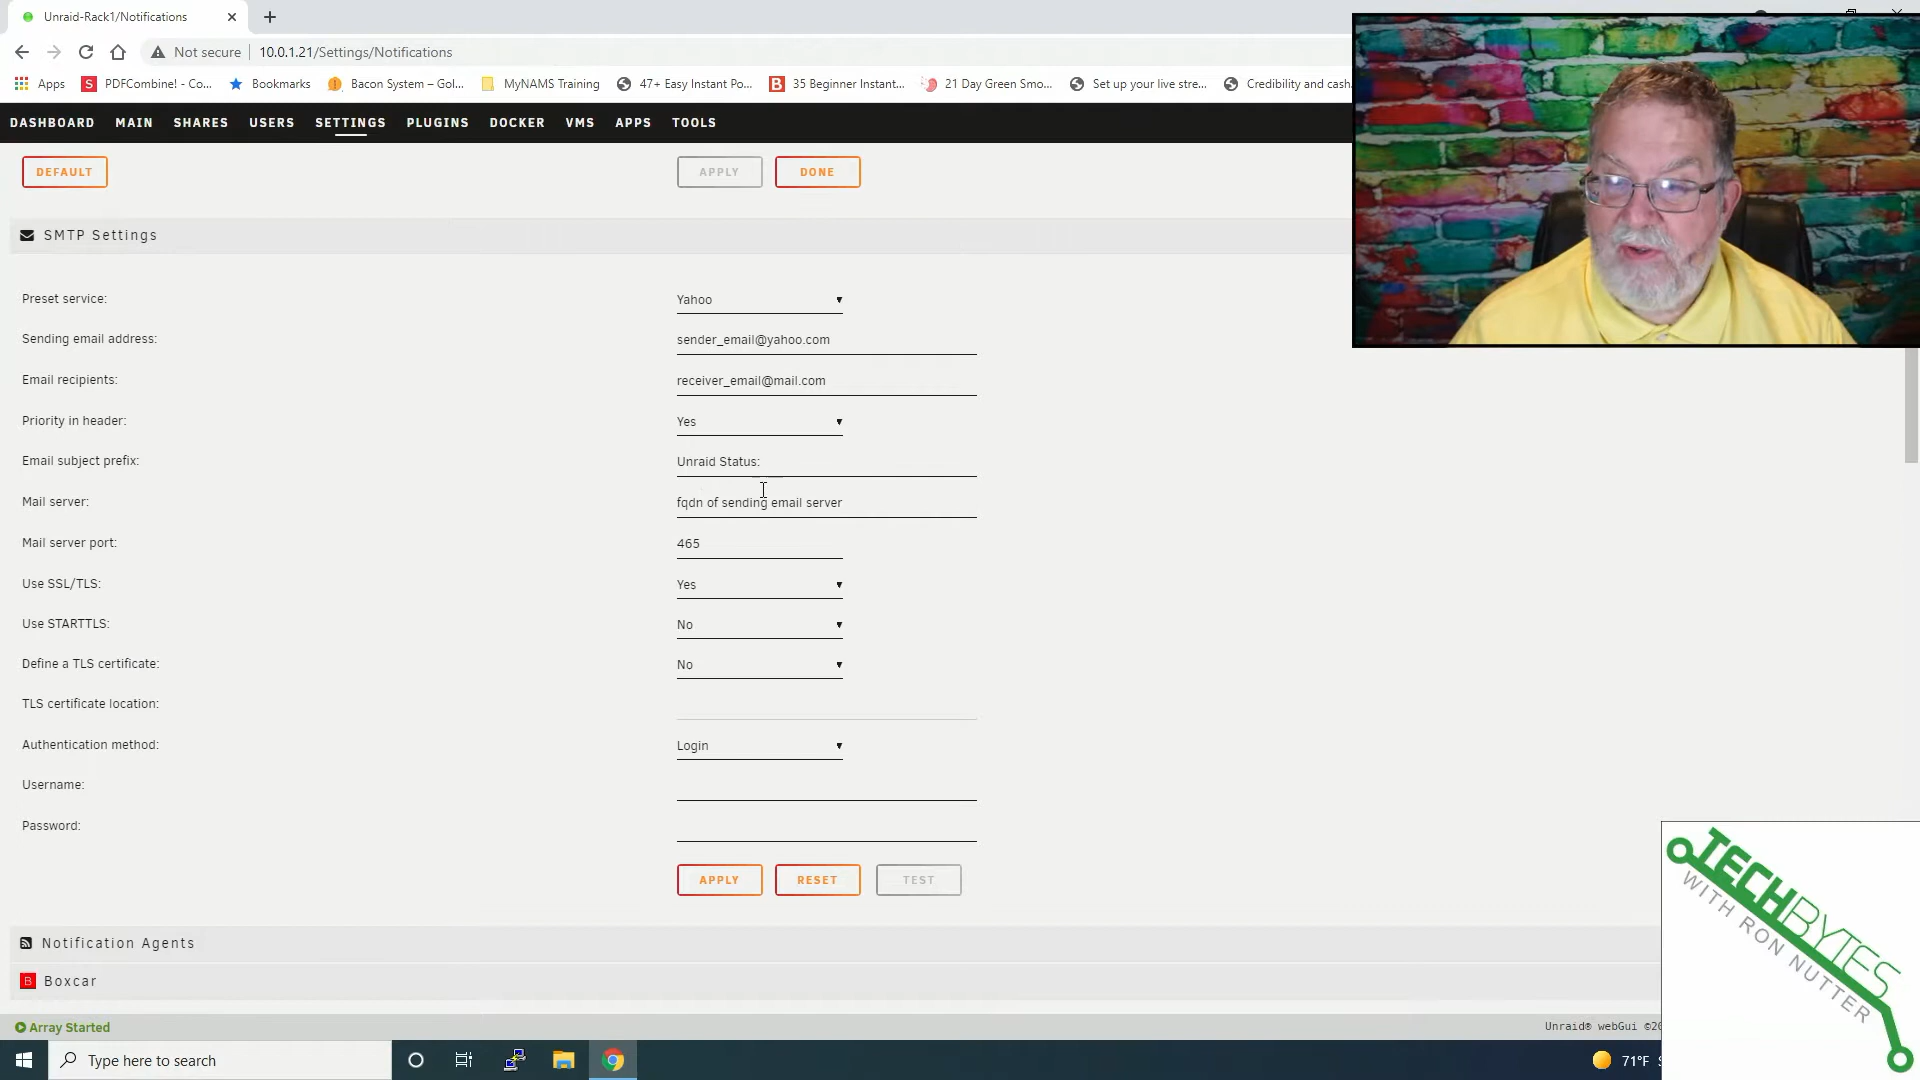 Unraid-Rack1/Notifications
Not secure 10.0.1.21/Settings/Notifications
Apps PDFCombine! - Co... Bookmarks Bacon System – Gol... MyNAMS Training 47+ Easy Instant Po... 35 Beginner Instant... 21 Day Green Smo... Set up your live stre... Credibility and cash
DASHBOARD MAIN SHARES USERS SETTINGS PLUGINS DOCKER VMS APPS TOOLS
DEFAULT APPLY DONE
SMTP Settings
Preset service: Yahoo
Sending email address: sender_email@yahoo.com
Email recipients: receiver_email@mail.com
Priority in header: Yes
Email subject prefix: Unraid Status:
Mail server: fqdn of sending email server
Mail server port: 465
Use SSL/TLS: Yes
Use STARTTLS: No
Define a TLS certificate: No
TLS certificate location:
Authentication method: Login
Username:
Password:
APPLY RESET TEST
Notification Agents
B Boxcar
Array Started Unraid® webGui ©20
Type here to search 71°F
TECHBYTES
WITH RON NUTTER